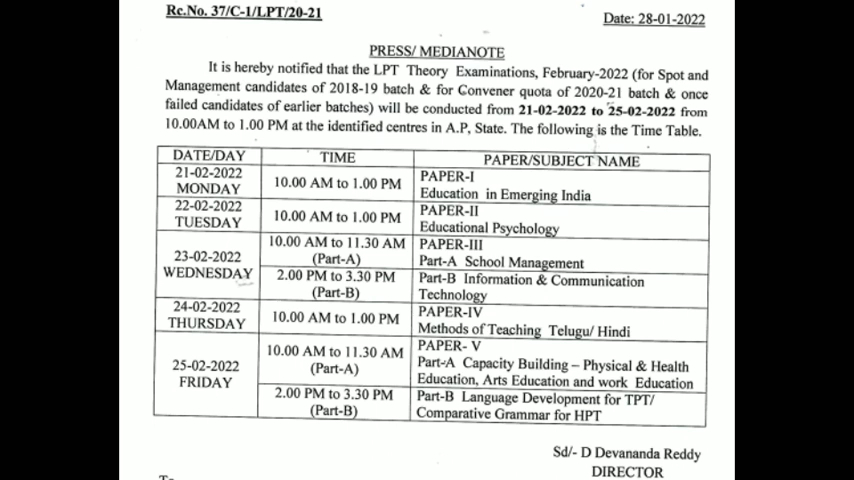 Rc.No. 37/C-1/LPT/20-21
Date: 28-01-2022
PRESS/ MEDIANOTE
It is hereby notified that the LPT Theory Examinations, February-2022 (for Spot and
Management candidates of 2018-19 batch & for Convener quota of 2020-21 batch & once
failed candidates of earlier batches) will be conducted from 21-02-2022 to 25-02-2022 from
10.00AM to 1.00 PM at the identified centres in A.P, State. The following is the Time Table.
DATE/DAY TIME PAPER/SUBJECT NAME
21-02-2022
MONDAY
10.00 AM to 1.00 PM
PAPER-I
Education in Emerging India
22-02-2022
TUESDAY
10.00 AM to 1.00 PM
PAPER-II
Educational Psychology
23-02-2022
WEDNESDAY
10.00 AM to 11.30 AM
(Part-A)
PAPER-III
Part-A School Management
2.00 PM to 3.30 PM
(Part-B)
Part-B Information & Communication
Technology
24-02-2022
THURSDAY
10.00 AM to 1.00 PM
PAPER-IV
Methods of Teaching Telugu/ Hindi
25-02-2022
FRIDAY
10.00 AM to 11.30 AM
(Part-A)
PAPER- V
Part-A Capacity Building – Physical & Health
Education, Arts Education and work Education
2.00 PM to 3.30 PM
(Part-B)
Part-B Language Development for TPT/
Comparative Grammar for HPT
Sd/- D Devananda Reddy
DIRECTOR
To